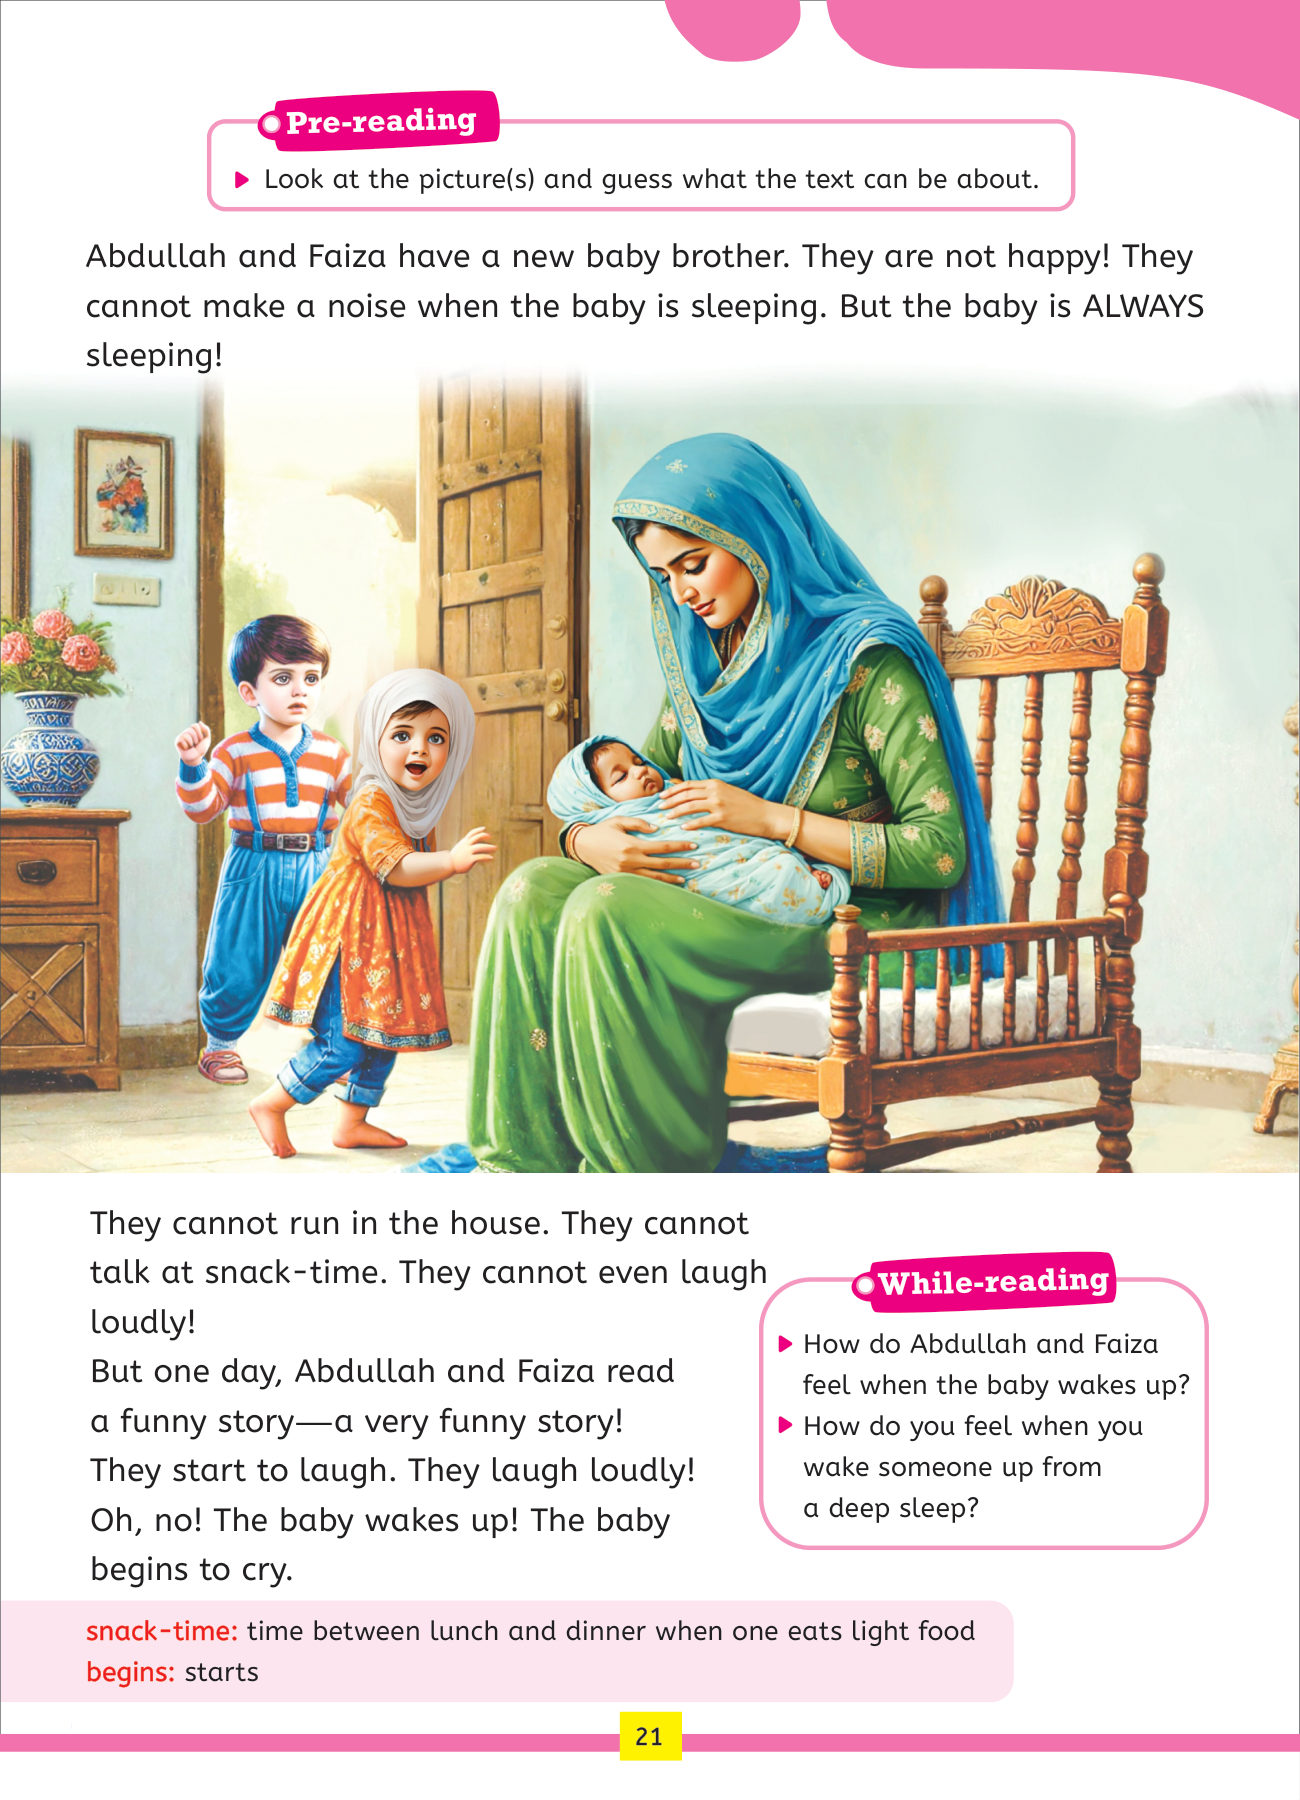 Pre-reading
Look at the picture(s) and guess what the text can be about.
Abdullah and Faiza have a new baby brother. They are not happy! They
cannot make a noise when the baby is sleeping. But the baby is ALWAYS
sleeping!
They cannot run in the house. They cannot
talk at snack-time. They cannot even laugh
loudly!
But one day, Abdullah and Faiza read
a funny story—a very funny story!
They start to laugh. They laugh loudly!
Oh, no! The baby wakes up! The baby
begins to cry.
While-reading
How do Abdullah and Faiza
feel when the baby wakes up?
How do you feel when you
wake someone up from
a deep sleep?
snack-time: time between lunch and dinner when one eats light food
begins: starts
21